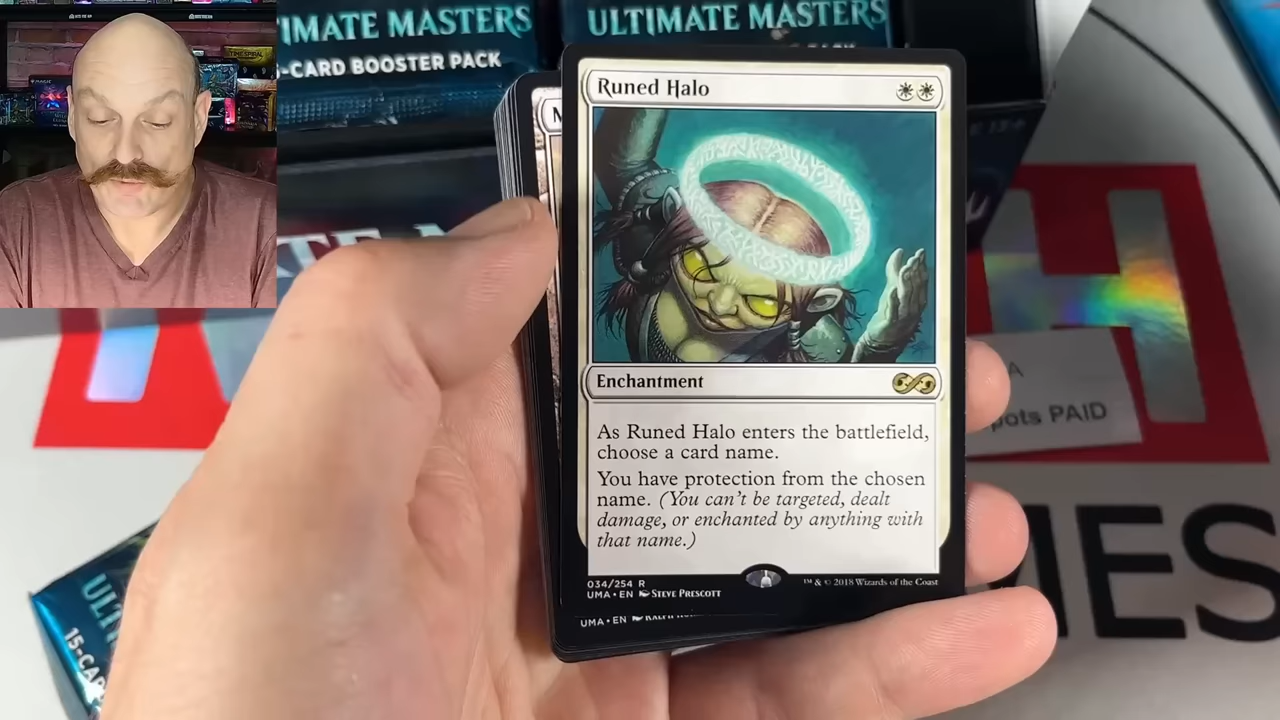 ULTIMATE MASTERS
15-CARD BOOSTER PACK
ULTIMATE MASTERS
Runed Halo
Enchantment
As Runed Halo enters the battlefield,
choose a card name.
You have protection from the chosen
name. (You can't be targeted, dealt
damage, or enchanted by anything with
that name.)
034/254 R
UMA • EN STEVE PRESCOTT
™ & © 2018 Wizards of the Coast
UMA • EN
PAID
15-CA